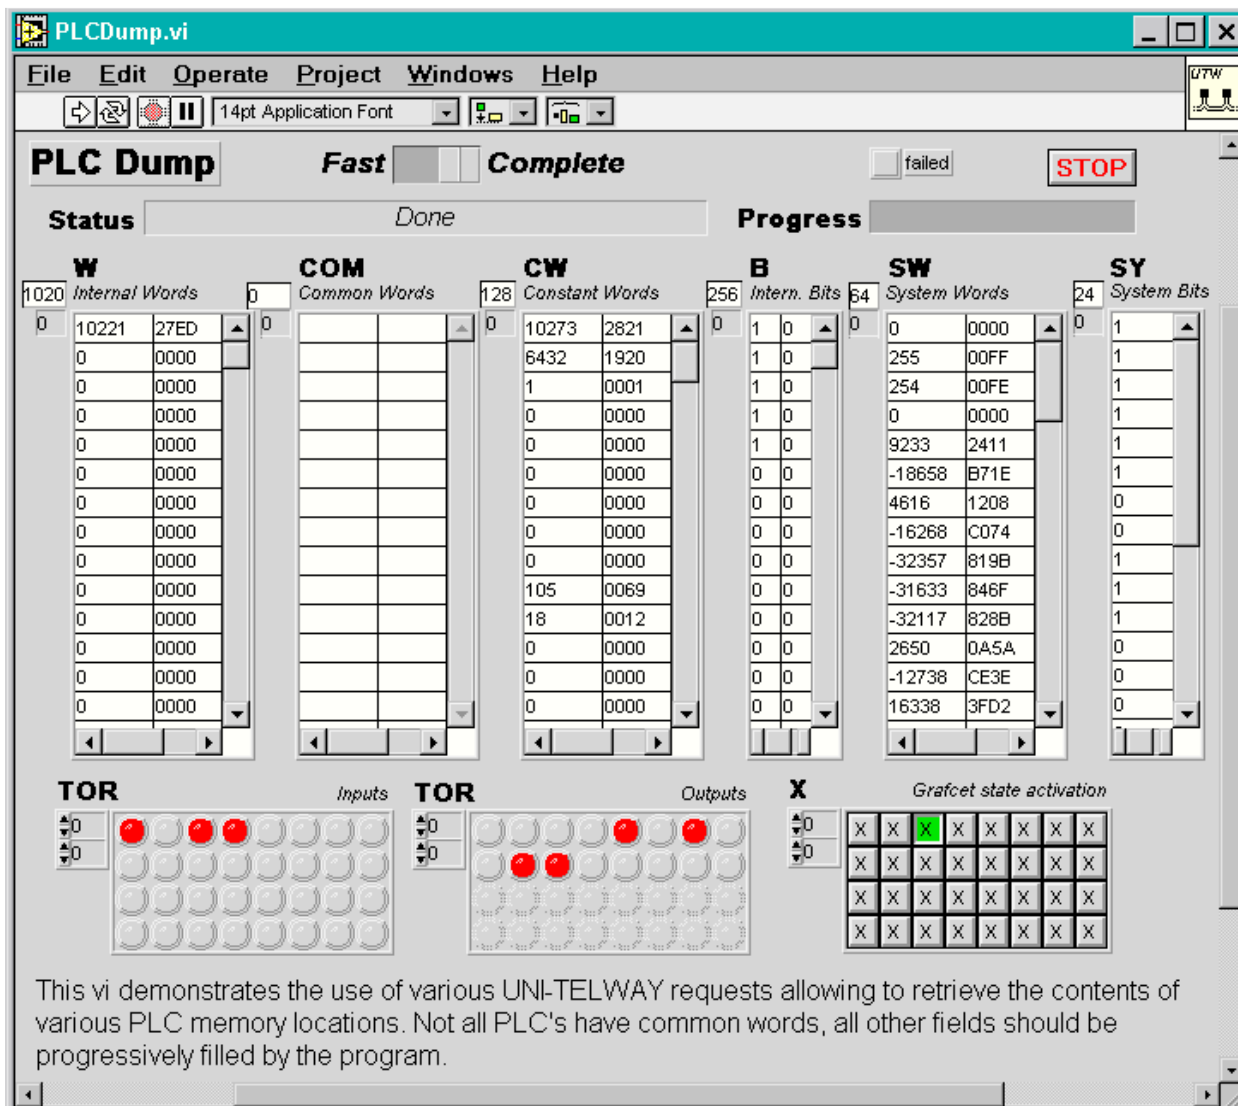 PLCDump.vi
File Edit Operate Project Windows Help
14pt Application Font
UTW
PLC Dump Fast Complete failed STOP
Status Done Progress
W COM CW B SW SY
1020 Internal Words 0 Common Words 128 Constant Words 256 Intern. Bits 64 System Words 24 System Bits
0 10221 27ED 0 0 10273 2821 0 1 0 0 0 0000 0 1
0 0000 6432 1920 1 0 255 00FF 1
0 0000 1 0001 1 0 254 00FE 1
0 0000 0 0000 1 0 0 0000 1
0 0000 0 0000 1 0 9233 2411 1
0 0000 0 0000 0 0 -18658 B71E 1
0 0000 0 0000 0 0 4616 1208 0
0 0000 0 0000 0 0 -16268 C074 0
0 0000 0 0000 0 0 -32357 819B 1
0 0000 105 0069 0 0 -31633 846F 1
0 0000 18 0012 0 0 -32117 828B 1
0 0000 0 0000 0 0 2650 0A5A 0
0 0000 0 0000 0 0 -12738 CE3E 0
0 0000 0 0000 0 0 16338 3FD2 0
TOR Inputs TOR Outputs X Grafcet state activation
0 0 0 X X X X X X X X
0 0 0 X X X X X X X X
X X X X X X X X
X X X X X X X X
This vi demonstrates the use of various UNI-TELWAY requests allowing to retrieve the contents of
various PLC memory locations. Not all PLC's have common words, all other fields should be
progressively filled by the program.